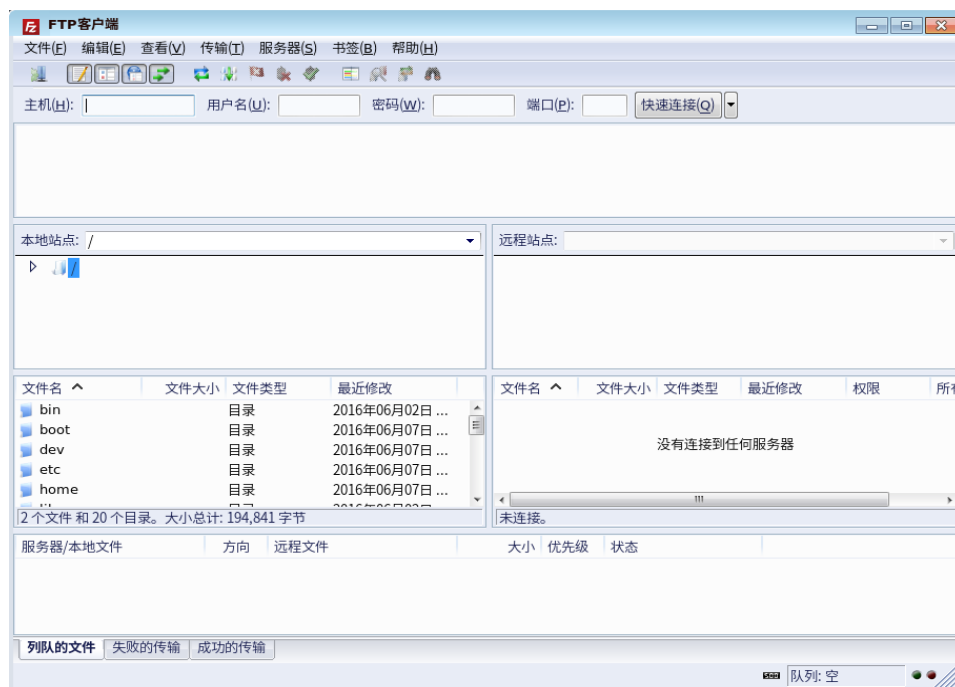 FTP客户端
文件(F) 编辑(E) 查看(V) 传输(T) 服务器(S) 书签(B) 帮助(H)
主机(H): 用户名(U): 密码(W): 端口(P): 快速连接(Q)
本地站点: /
/
远程站点:
文件名 文件大小 文件类型 最近修改
bin 目录 2016年06月02日 ...
boot 目录 2016年06月07日 ...
dev 目录 2016年06月07日 ...
etc 目录 2016年06月07日 ...
home 目录 2016年06月07日 ...
2 个文件 和 20 个目录。大小总计: 194,841 字节
文件名 文件大小 文件类型 最近修改 权限
没有连接到任何服务器
未连接。
服务器/本地文件 方向 远程文件 大小 优先级 状态
列队的文件 失败的传输 成功的传输
队列: 空